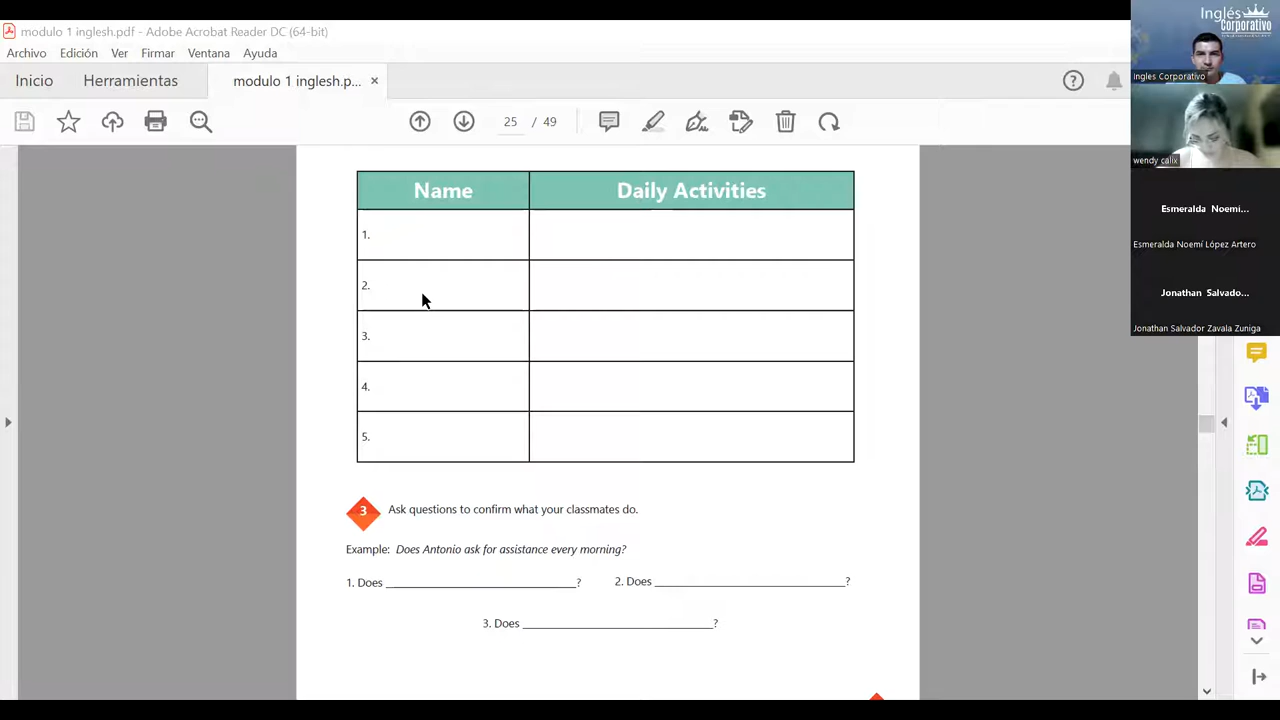 modulo 1 inglesh.pdf - Adobe Acrobat Reader DC (64-bit)
Archivo Edición Ver Firmar Ventana Ayuda
Inicio Herramientas modulo 1 inglesh.p... ×
25 / 49
Name Daily Activities
1.
2.
3.
4.
5.
3 Ask questions to confirm what your classmates do.
Example: Does Antonio ask for assistance every morning?
1. Does ___________________________? 2. Does ___________________________?
3. Does ___________________________?
Inglés
Corporativo
Ingles Corporativo
wendy calix
Esmeralda Noemi...
Esmeralda Noemí López Artero
Jonathan Salvado...
Jonathan Salvador Zavala Zuniga